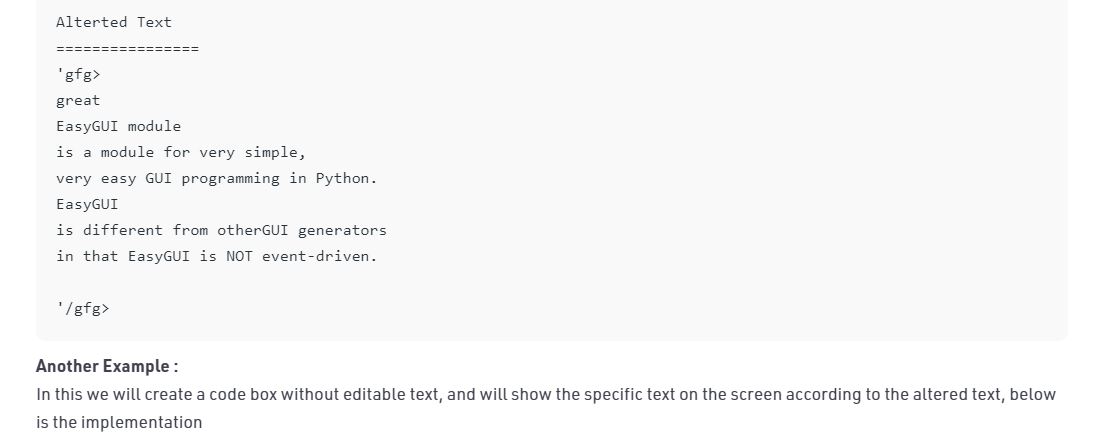 Alterted Text
================
'gfg>
great
EasyGUI module
is a module for very simple,
very easy GUI programming in Python.
EasyGUI
is different from otherGUI generators
in that EasyGUI is NOT event-driven.
'/gfg>
Another Example :
In this we will create a code box without editable text, and will show the specific text on the screen according to the altered text, below
is the implementation